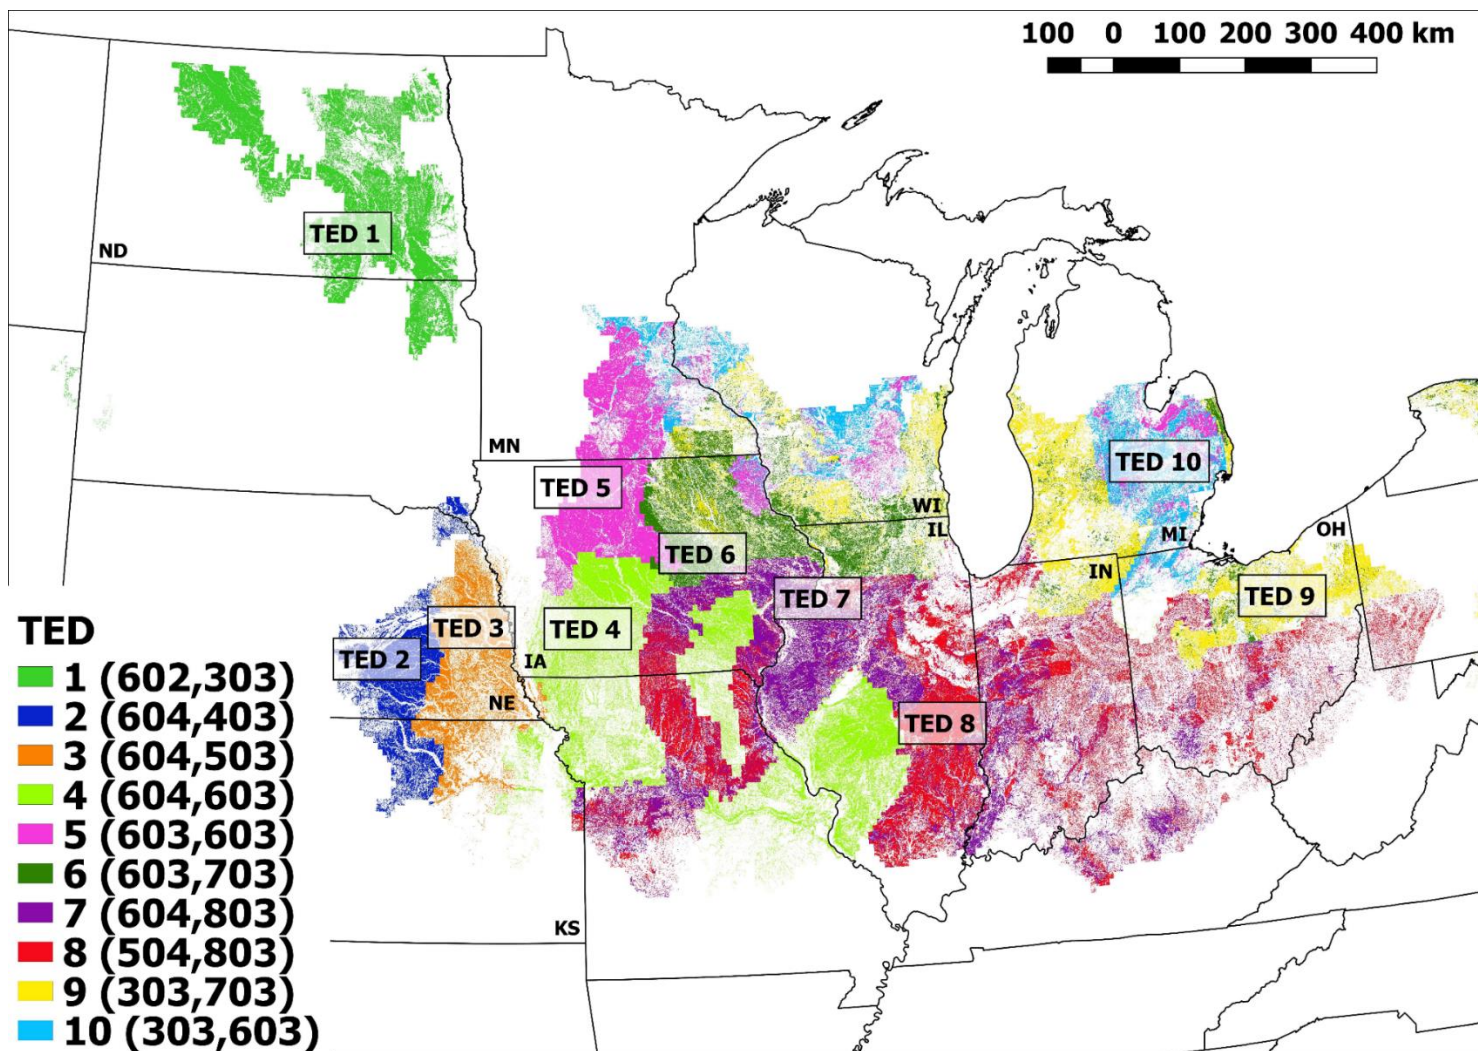 100 0 100 200 300 400 km
TED 1
ND
MN
TED 5
TED 10
WI
IL
MI
OH
TED 6
IN
TED 7
TED 9
TED 3
TED 4
TED 2
IA
NE
TED 8
KS
TED
1 (602,303)
2 (604,403)
3 (604,503)
4 (604,603)
5 (603,603)
6 (603,703)
7 (604,803)
8 (504,803)
9 (303,703)
10 (303,603)